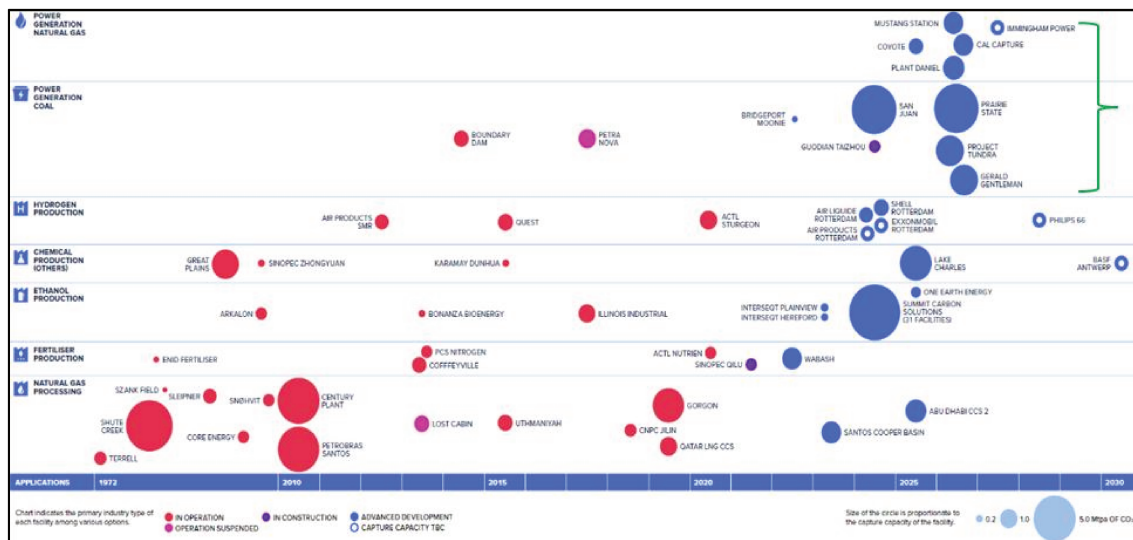 POWER
GENERATION
NATURAL GAS
MUSTANG STATION
IMMINGHAM POWER
COYOTE
CAL CAPTURE
PLANT DANIEL
POWER
GENERATION
COAL
BRIDGEPORT
MOONIE
SAN
JUAN
PRAIRIE
STATE
BOUNDARY
DAM
PETRA
NOVA
GUODIAN TAIZHOU
PROJECT
TUNDRA
GERALD
GENTLEMAN
HYDROGEN
PRODUCTION
AIR PRODUCTS
SMR
QUEST
ACTL
STURGEON
AIR LIQUIDE
ROTTERDAM
AIR PRODUCTS
ROTTERDAM
SHELL
ROTTERDAM
EXXONMOBIL
ROTTERDAM
PHILIPS 66
CHEMICAL
PRODUCTION
(OTHERS)
GREAT
PLAINS
SINOPEC ZHONGYUAN
KARAMAY DUNHUA
LAKE
CHARLES
BASF
ANTWERP
ETHANOL
PRODUCTION
ARKALON
BONANZA BIOENERGY
ILLINOIS INDUSTRIAL
INTERSEQT PLAINVIEW
INTERSEQT HEREFORD
ONE EARTH ENERGY
SUMMIT CARBON
SOLUTIONS
(31 FACILITIES)
FERTILISER
PRODUCTION
ENID FERTILISER
PCS NITROGEN
COFFFEYVILLE
ACTL NUTRIEN
SINOPEC QILU
WABASH
NATURAL GAS
PROCESSING
SZANK FIELD
SLEIPNER
SNØHVIT
CENTURY
PLANT
SHUTE
CREEK
CORE ENERGY
TERRELL
PETROBRAS
SANTOS
LOST CABIN
UTHMANIYAH
GORGON
CNPC JILIN
QATAR LNG CCS
ABU DHABI CCS 2
SANTOS COOPER BASIN
APPLICATIONS 1972 2010 2015 2020 2025 2030
Chart indicates the primary industry type of
each facility among various options.
IN OPERATION
IN CONSTRUCTION
ADVANCED DEVELOPMENT
OPERATION SUSPENDED
CAPTURE CAPACITY TBC
Size of the circle is proportionate to
the capture capacity of the facility.
0.2 1.0 5.0 Mtpa OF CO₂